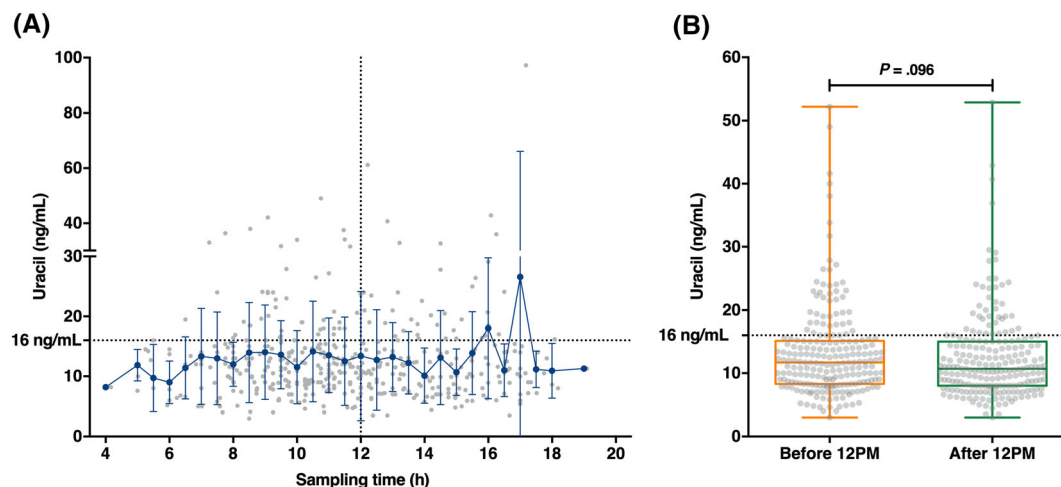 (A)
100
80
60
40
30
20
16 ng/mL
10
0
Uracil (ng/mL)
4 6 8 10 12 14 16 18 20
Sampling time (h)
(B)
60
50
40
30
20
16 ng/mL
10
0
Uracil (ng/mL)
P = .096
Before 12PM After 12PM